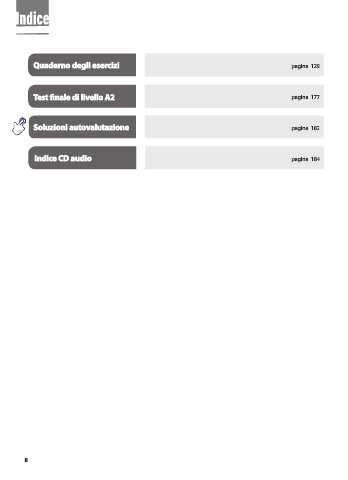 Indice
Quaderno degli esercizi pagina 129
Test finale di livello A2 pagina 177
Soluzioni autovalutazione pagina 182
Indice CD audio pagina 184
8